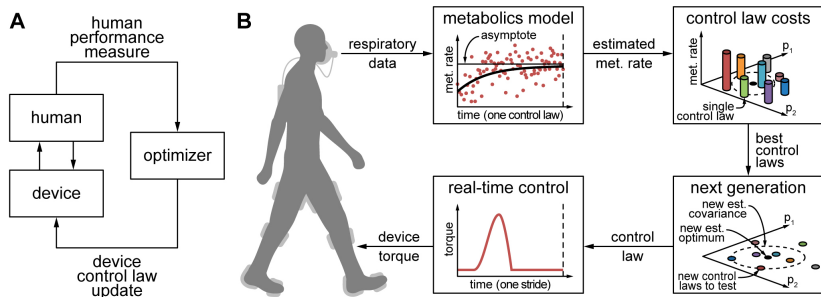 A
human
performance
measure
human
device
optimizer
device
control law
update
B
respiratory
data
metabolics model
asymptote
met. rate
time (one control law)
estimated
met. rate
control law costs
met. rate
p1
single
control law
p2
best
control
laws
next generation
new est.
covariance
p1
new est.
optimum
new control
laws to test
p2
control
law
real-time control
torque
time (one stride)
device
torque